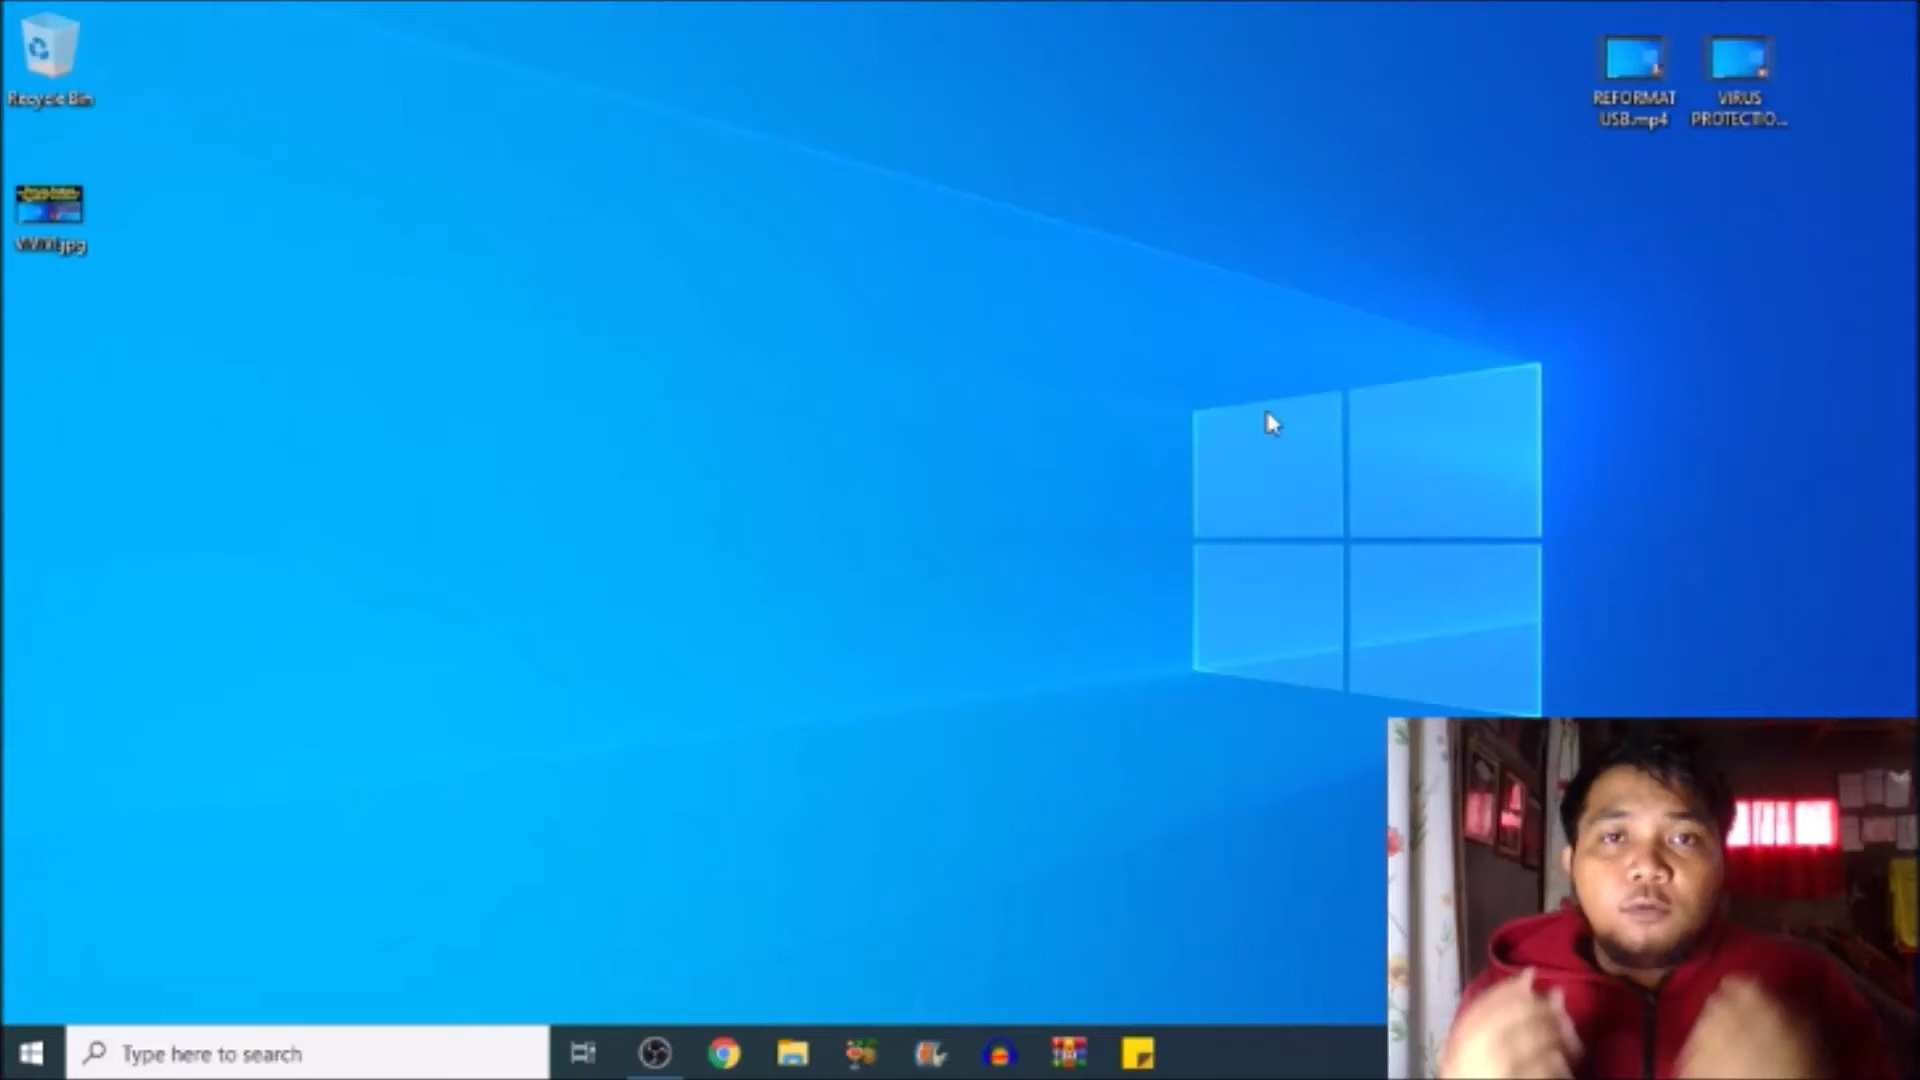 Recycle Bin
REFORMAT
USB.mp4
VIRUS
PROTECTIO...
Type here to search